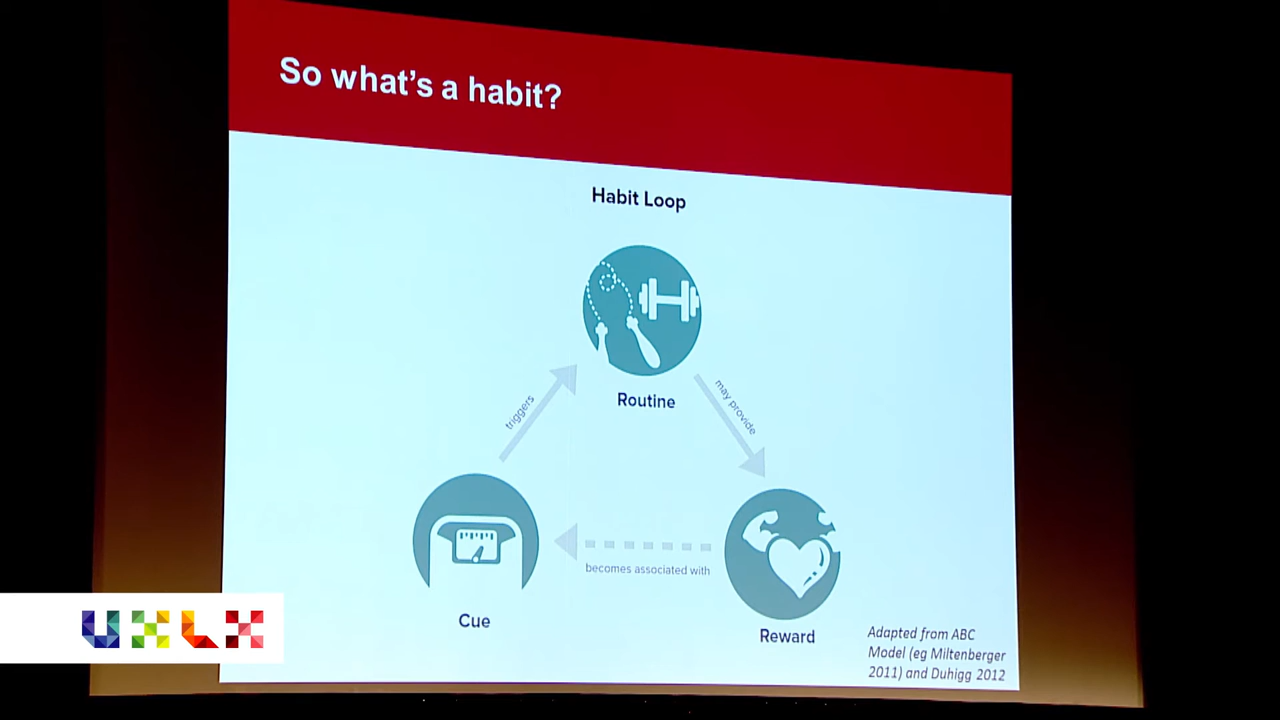 So what's a habit?
Habit Loop
Routine
triggers
may provide
becomes associated with
Cue
Reward
Adapted from ABC
Model (eg Miltenberger
2011) and Duhigg 2012
UXLX